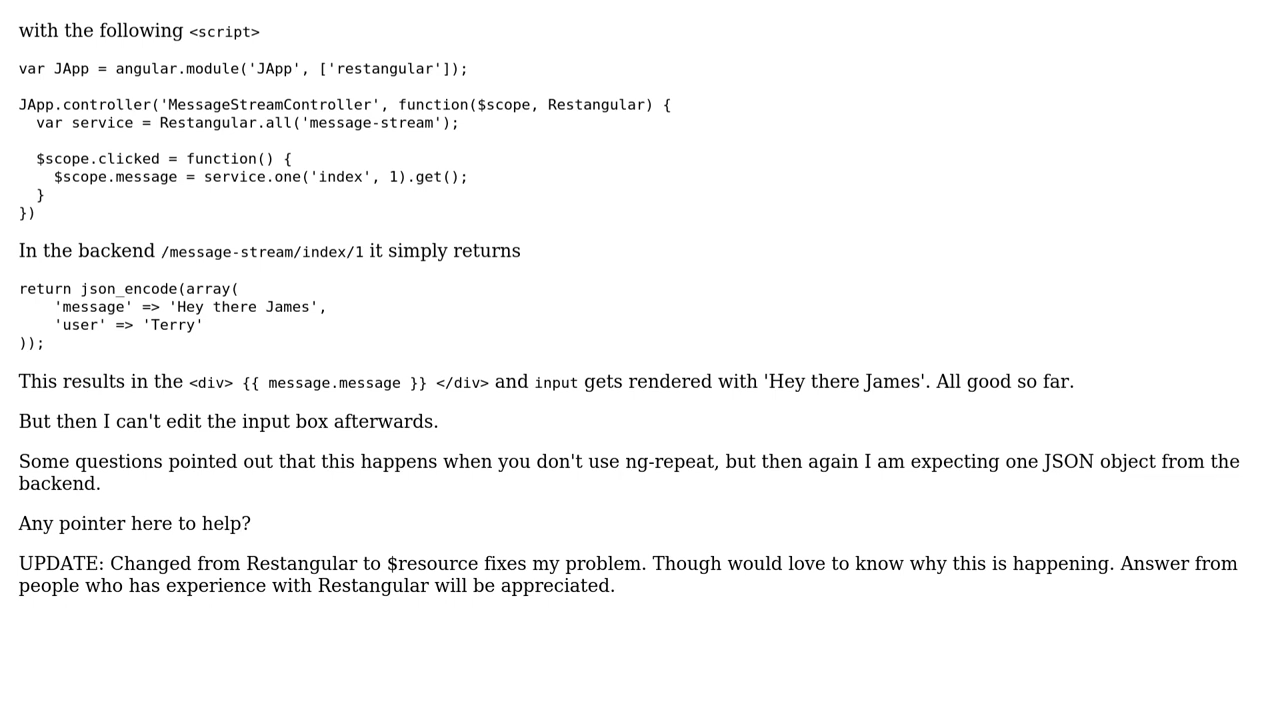 with the following <script>
var JApp = angular.module('JApp', ['restangular']);
JApp.controller('MessageStreamController', function($scope, Restangular) {
  var service = Restangular.all('message-stream');
  $scope.clicked = function() {
    $scope.message = service.one('index', 1).get();
  }
})
In the backend /message-stream/index/1 it simply returns
return json_encode(array(
    'message' => 'Hey there James',
    'user' => 'Terry'
));
This results in the <div> {{ message.message }} </div> and input gets rendered with 'Hey there James'. All good so far.
But then I can't edit the input box afterwards.
Some questions pointed out that this happens when you don't use ng-repeat, but then again I am expecting one JSON object from the
backend.
Any pointer here to help?
UPDATE: Changed from Restangular to $resource fixes my problem. Though would love to know why this is happening. Answer from
people who has experience with Restangular will be appreciated.